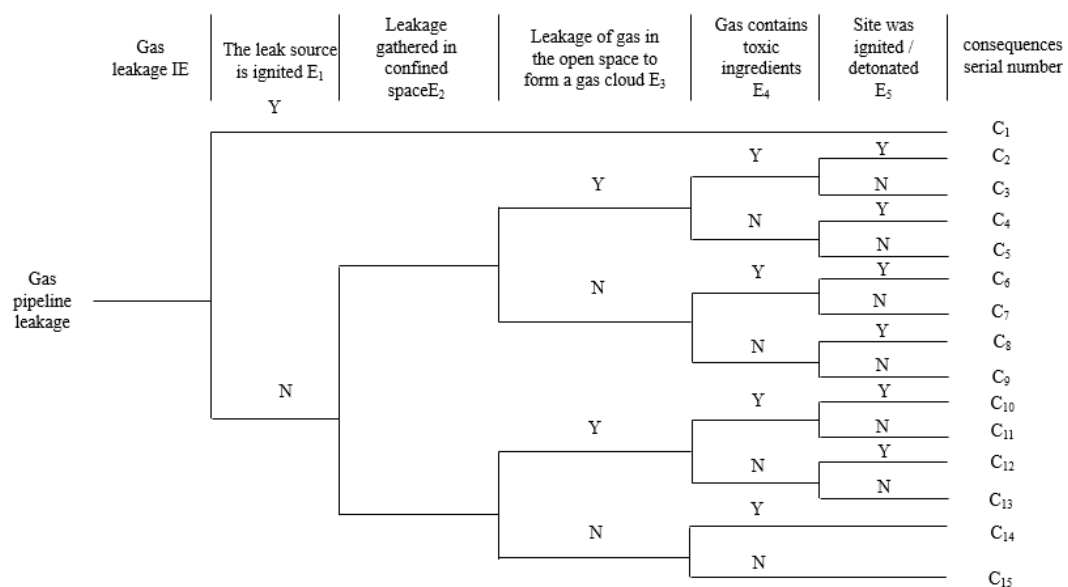 Gas
leakage IE
The leak source
is ignited E₁
Leakage
gathered in
confined
spaceE₂
Leakage of gas in
the open space to
form a gas cloud E₃
Gas contains
toxic
ingredients
E₄
Site was
ignited /
detonated
E₅
consequences
serial number
Y
C₁
Y
Y
C₂
Y
N
C₃
N
Y
C₄
N
C₅
Gas
pipeline
leakage
N
Y
Y
C₆
N
C₇
N
Y
C₈
N
C₉
N
Y
Y
Y
C₁₀
N
C₁₁
N
Y
C₁₂
N
C₁₃
N
Y
C₁₄
N
C₁₅